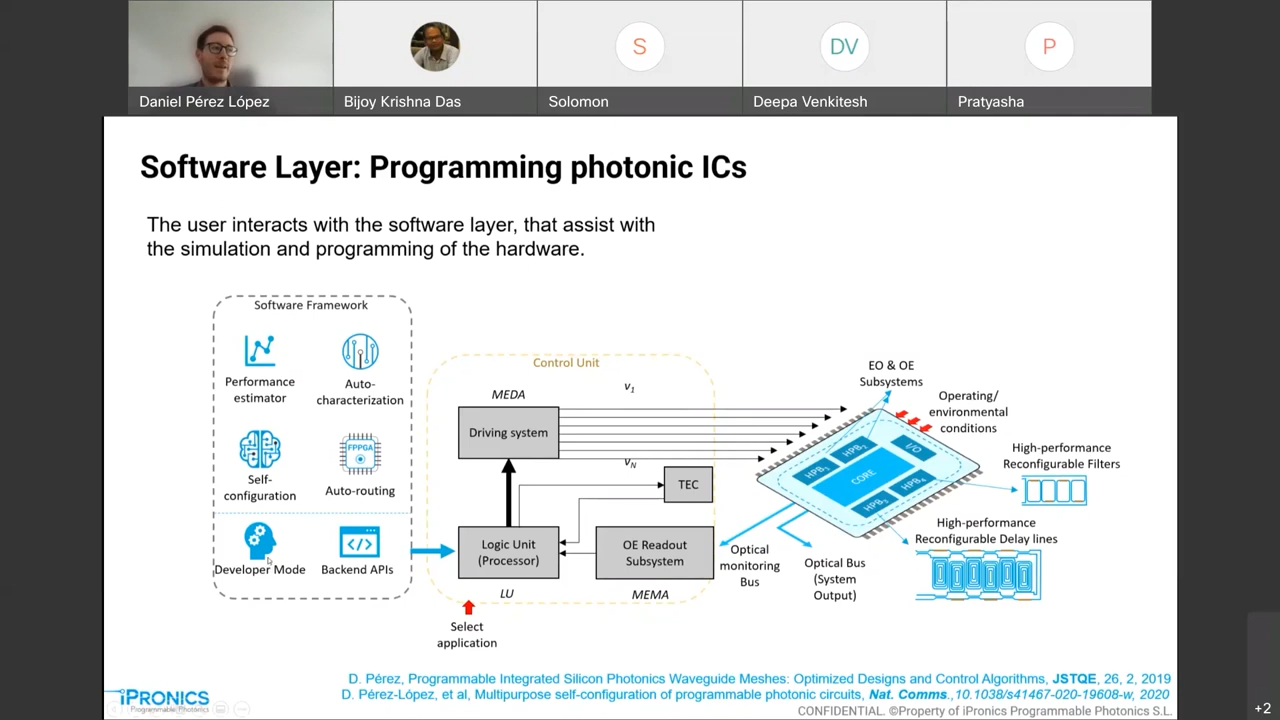 S
DV
P
Daniel Pérez López
Bijoy Krishna Das
Solomon
Deepa Venkitesh
Pratyasha
Software Layer: Programming photonic ICs
The user interacts with the software layer, that assist with
the simulation and programming of the hardware.
Software Framework
Performance
estimator
Auto-
characterization
FPPGA
Self-
configuration
Auto-routing
Developer Mode
Backend APIs
Control Unit
MEDA
Driving system
v1
vN
TEC
Logic Unit
(Processor)
OE Readout
Subsystem
LU
MEMA
Select
application
EO & OE
Subsystems
Operating/
environmental
conditions
HPB2
HPB1
I/O
CORE
HPB3
HPB4
High-performance
Reconfigurable Filters
High-performance
Reconfigurable Delay lines
Optical
monitoring
Bus
Optical Bus
(System
Output)
D. Pérez, Programmable Integrated Silicon Photonics Waveguide Meshes: Optimized Designs and Control Algorithms, JSTQE, 26, 2, 2019
D. Pérez-López, et al, Multipurpose self-configuration of programmable photonic circuits, Nat. Comms.,10.1038/s41467-020-19608-w, 2020
iPRONICS
Programmable Photonics
CONFIDENTIAL. ©Property of iPronics Programmable Photonics S.L.
+2